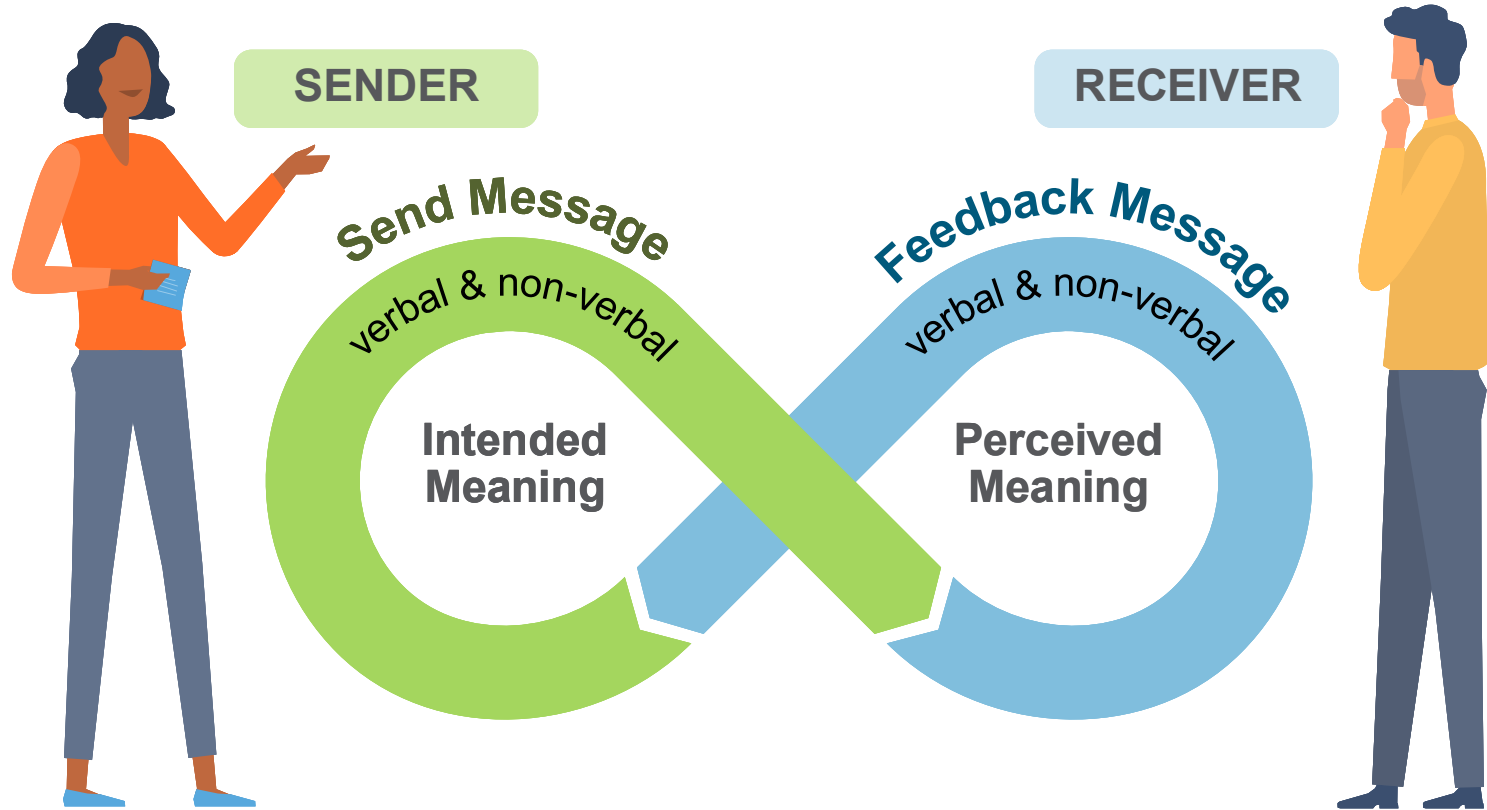 SENDER
RECEIVER
Send Message
verbal & non-verbal
Intended
Meaning
Feedback Message
verbal & non-verbal
Perceived
Meaning